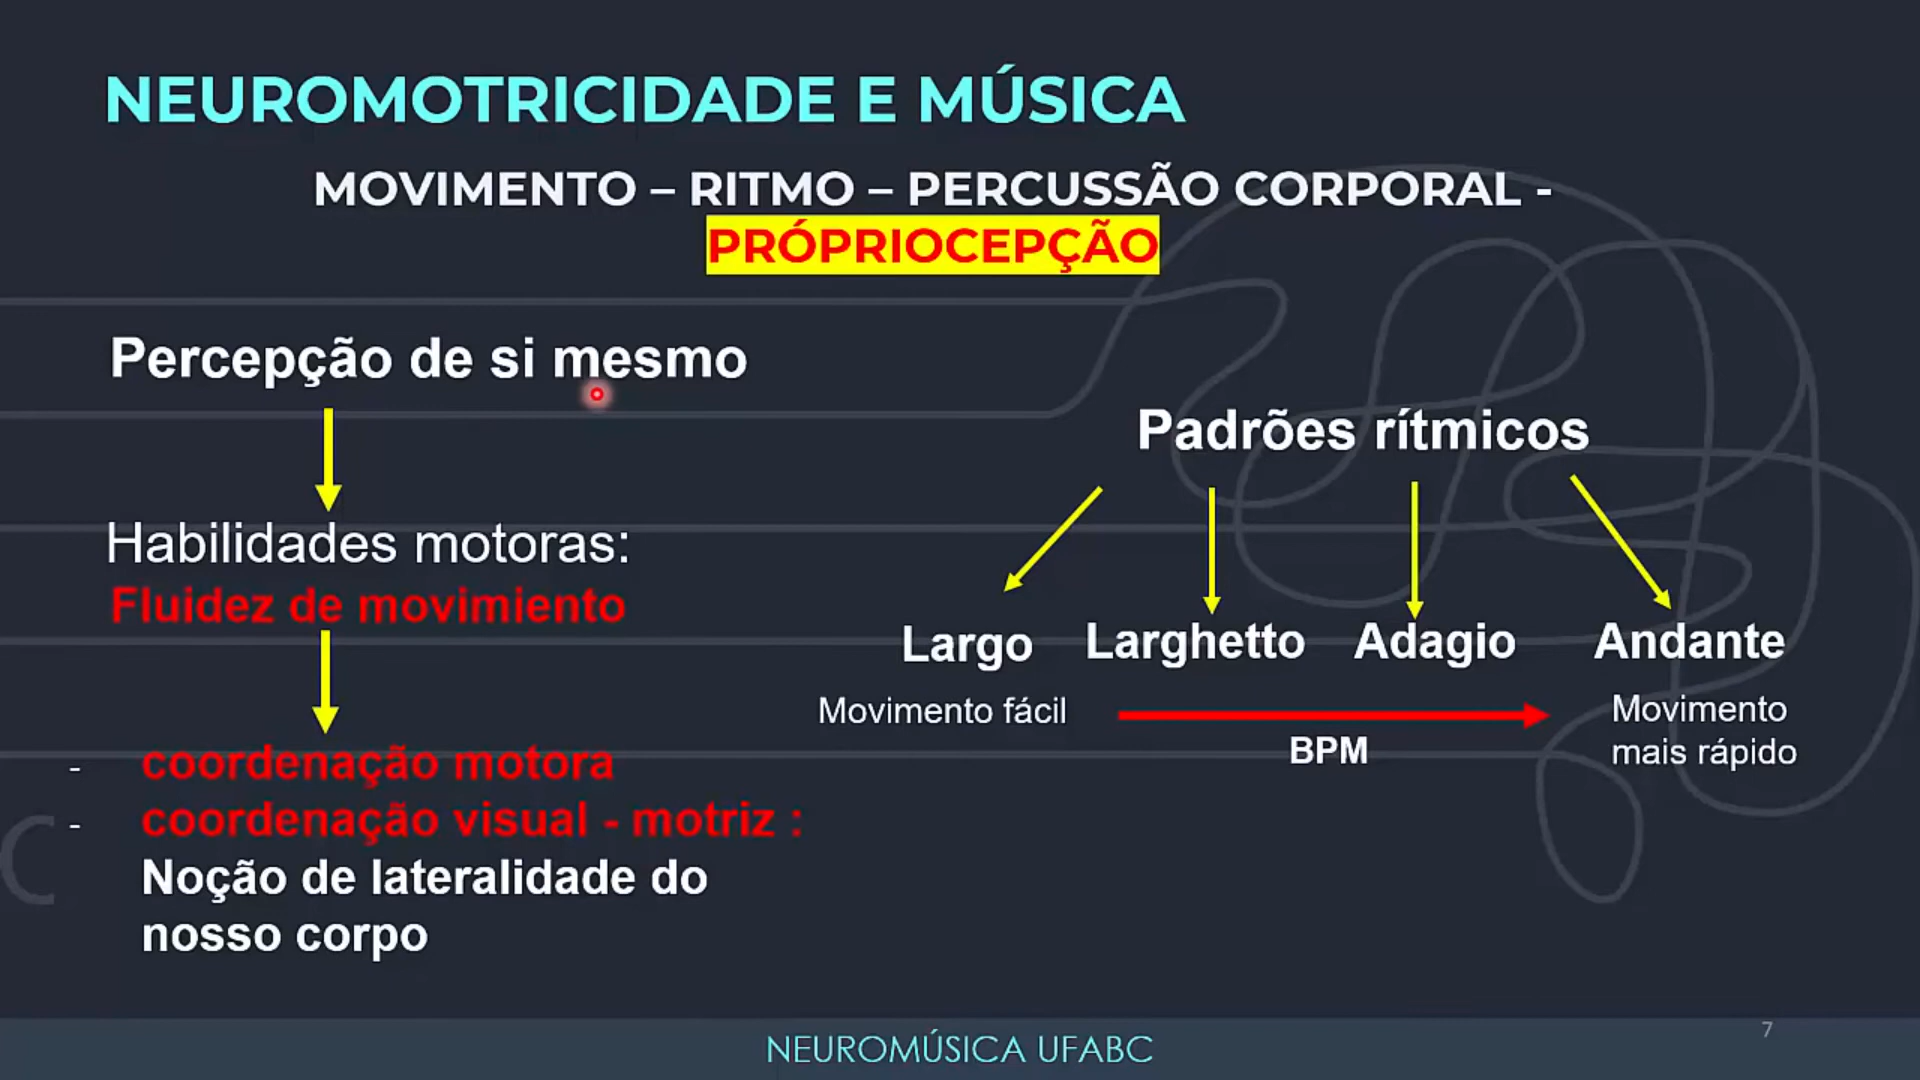 NEUROMOTRICIDADE E MÚSICA
MOVIMENTO – RITMO – PERCUSSÃO CORPORAL -
PRÓPRIOCEPÇÃO
Percepção de si mesmo
Habilidades motoras:
Fluidez de movimiento
- coordenação motora
- coordenação visual - motriz :
Noção de lateralidade do
nosso corpo
Padrões rítmicos
Largo Larghetto Adagio Andante
Movimento fácil
BPM
Movimento
mais rápido
NEUROMÚSICA UFABC
7